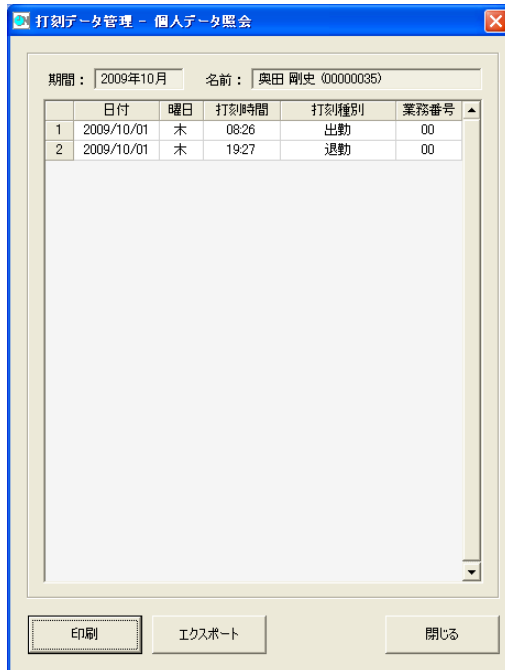 打刻データ管理 - 個人データ照会
期間： 2009年10月 名前： 奥田 剛史 (00000035)
日付 曜日 打刻時間 打刻種別 業務番号
1 2009/10/01 木 08:26 出勤 00
2 2009/10/01 木 19:27 退勤 00
印刷 エクスポート 閉じる